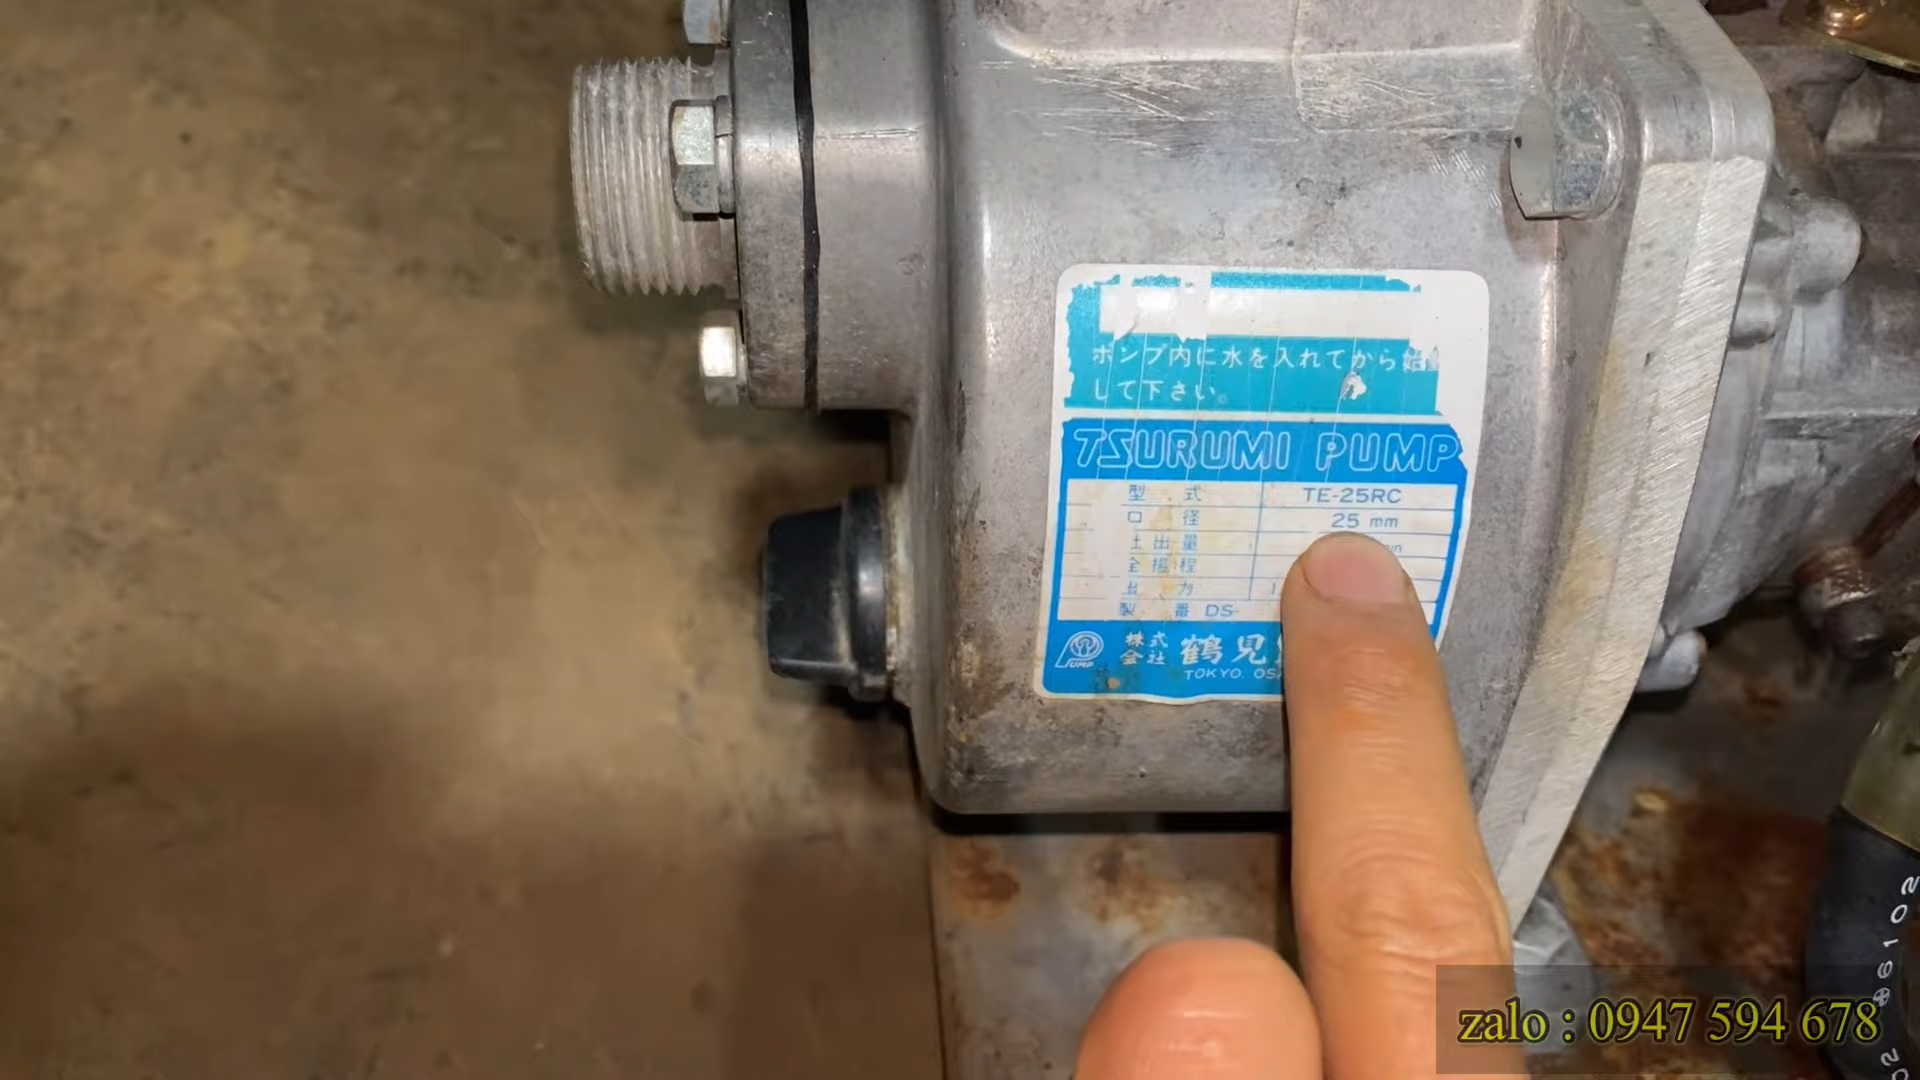 ポンプ内に水を入れてから始
して下さい。
TSURUMI PUMP
型 式 TE-25RC
口 径 25 mm
吐出量
全揚程
出 力
製 番 DS-
PUMP
株式会社 鶴見
TOKYO. OSA
zalo : 0947 594 678